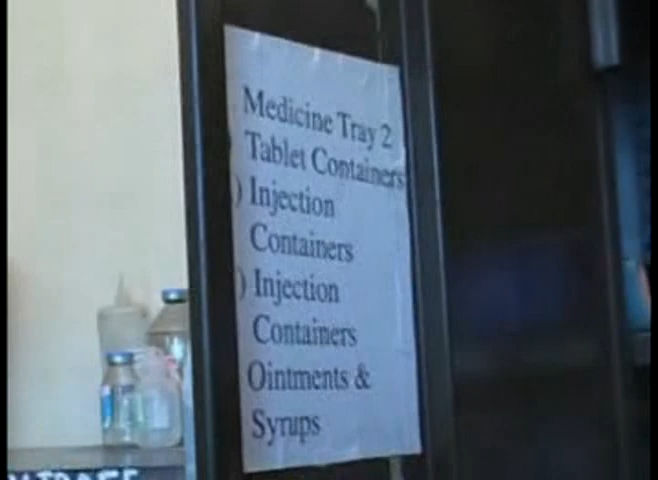 Medicine Tray 2
Tablet Containers
) Injection
Containers
) Injection
Containers
Ointments &
Syrups